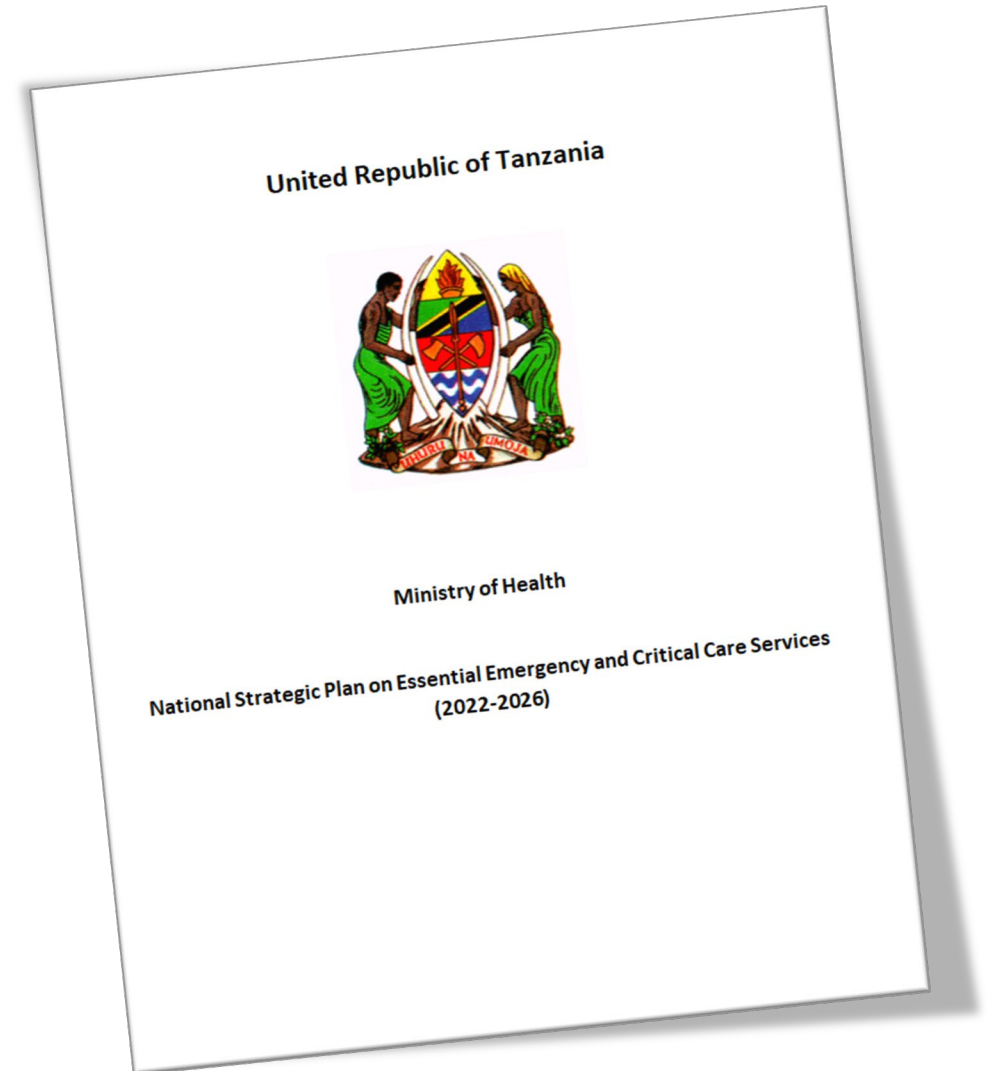 United Republic of Tanzania
UHURU NA UMOJA
Ministry of Health
National Strategic Plan on Essential Emergency and Critical Care Services
(2022-2026)